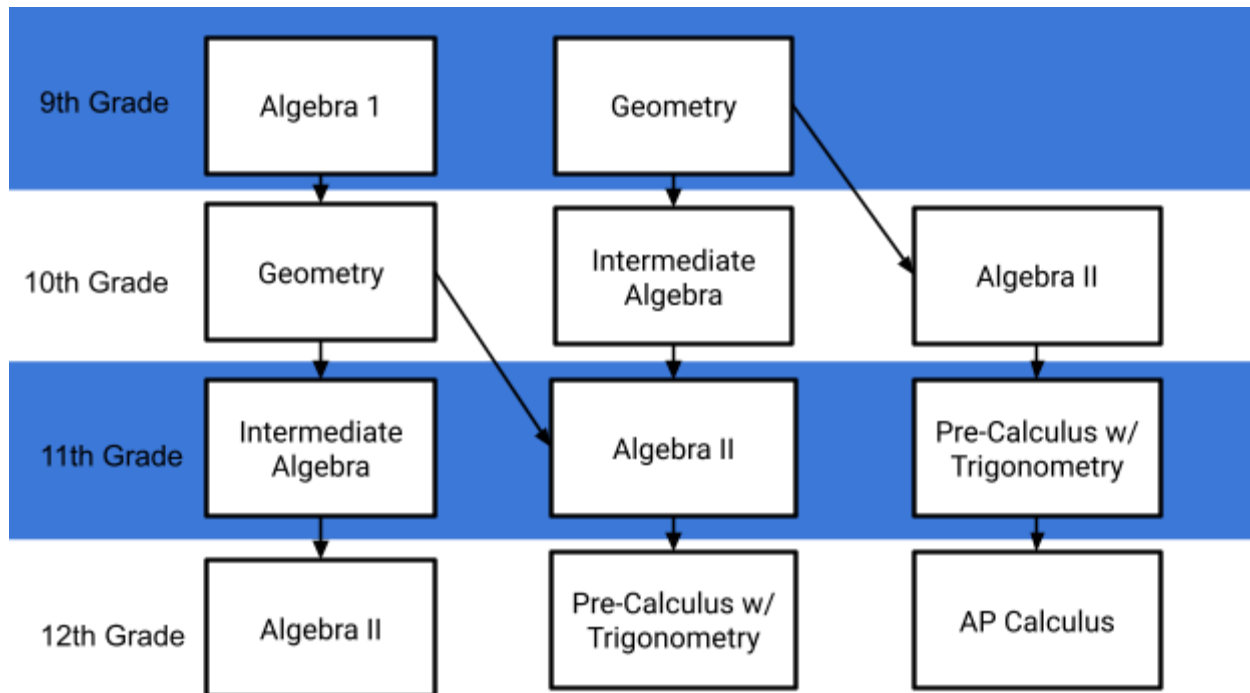 9th Grade
Algebra 1
Geometry
10th Grade
Geometry
Intermediate
Algebra
Algebra II
11th Grade
Intermediate
Algebra
Algebra II
Pre-Calculus w/
Trigonometry
12th Grade
Algebra II
Pre-Calculus w/
Trigonometry
AP Calculus